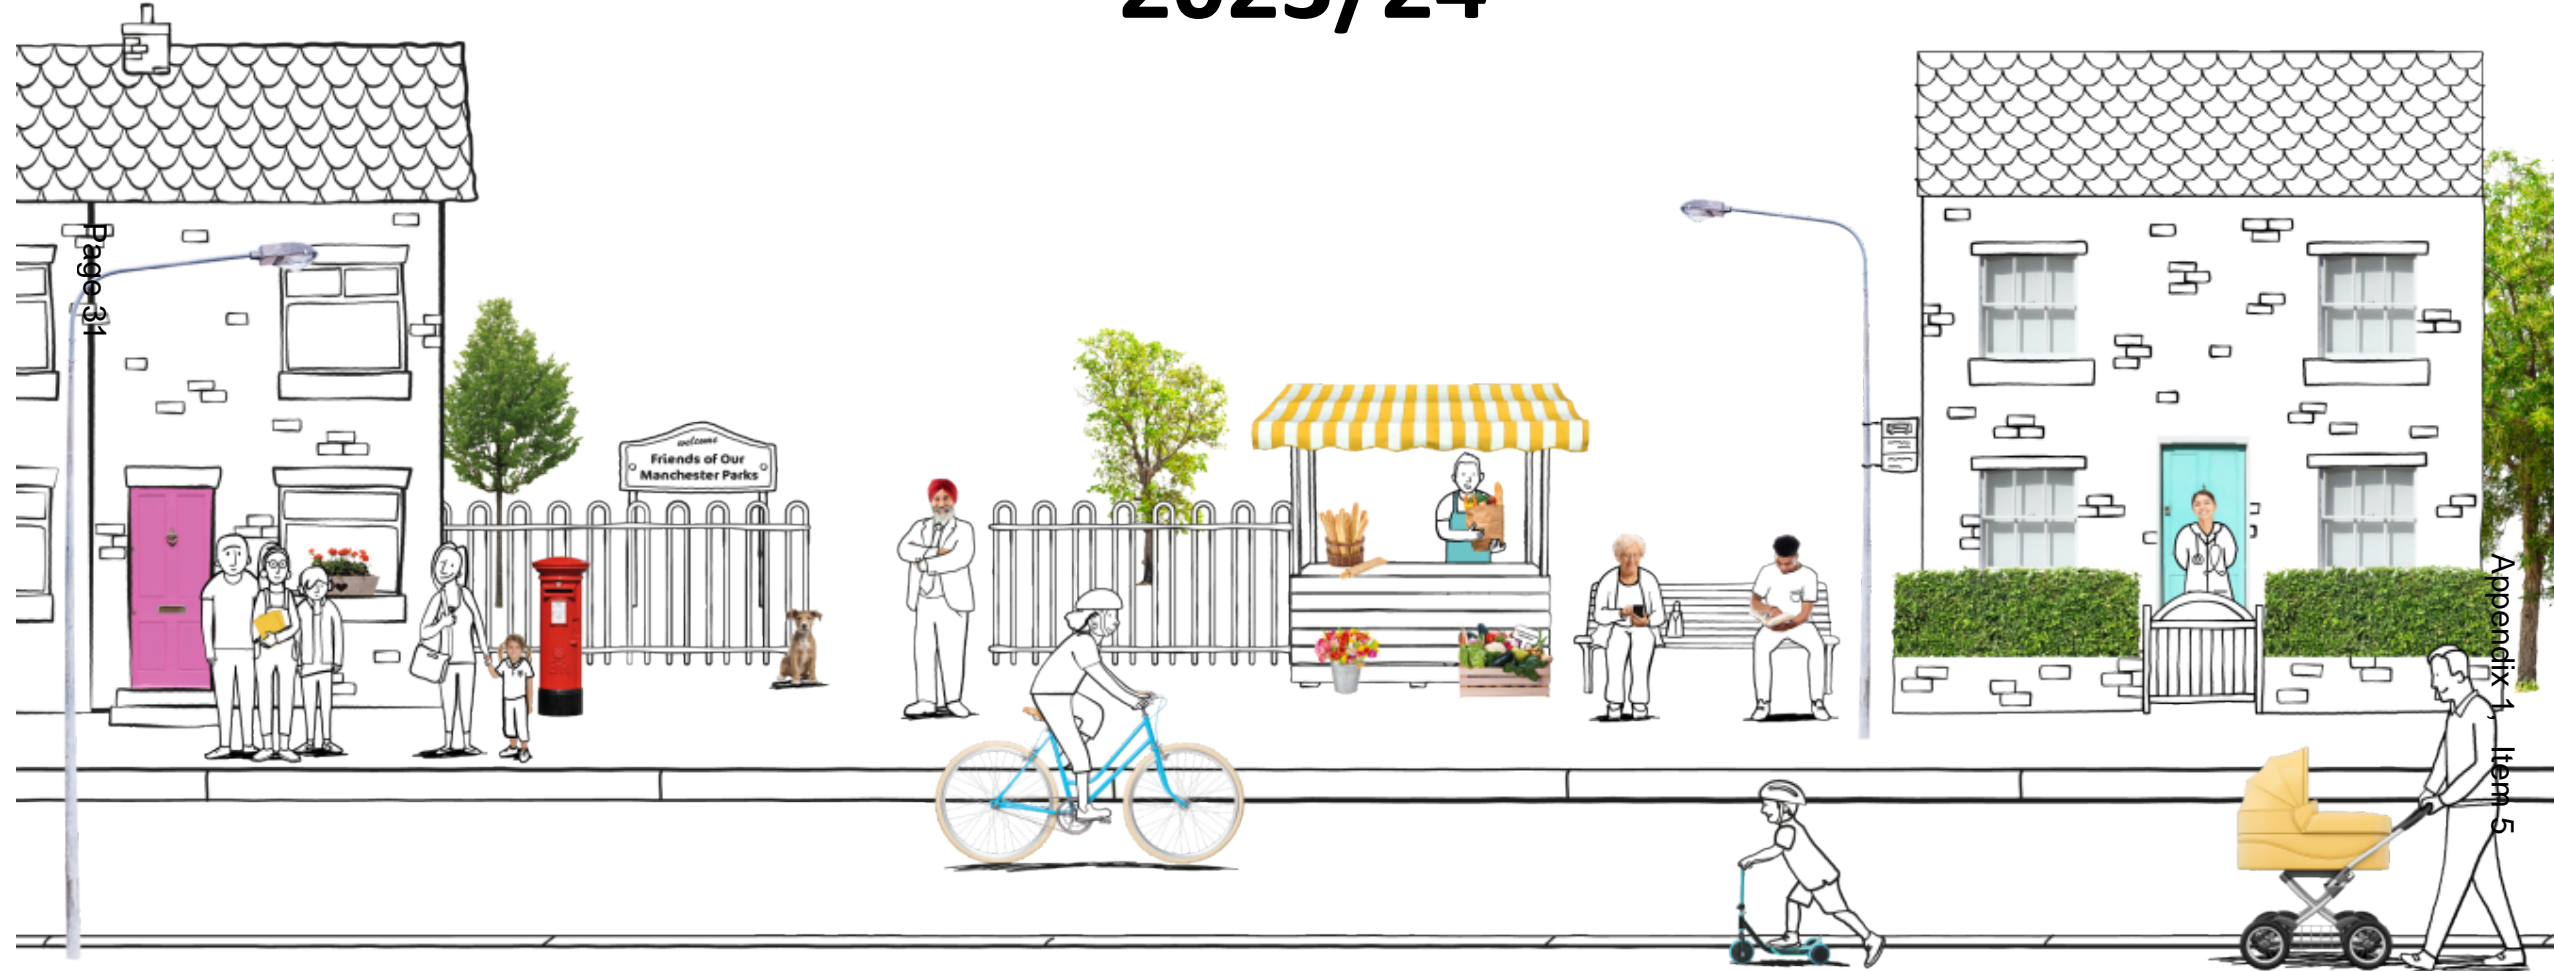 2023/24
Page 31
welcome
Friends of Our
Manchester Parks
Appendix 1, Item 5